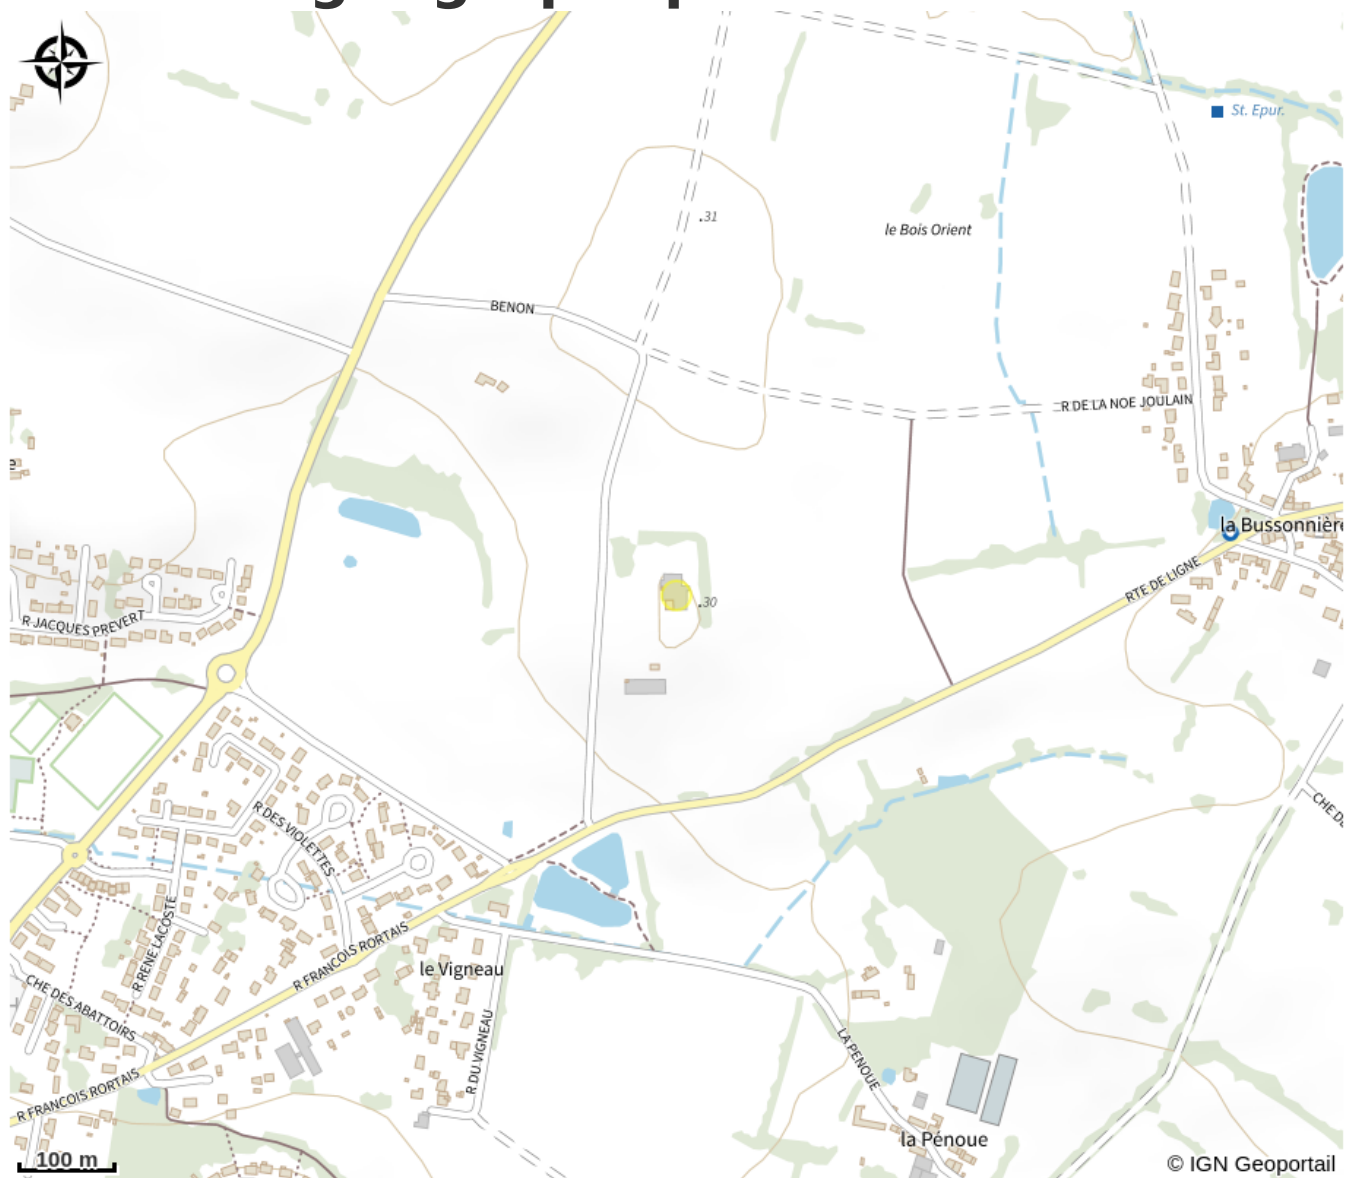 St. Epur.
.31
le Bois Orient
BENON
R DE LA NOE JOULAIN
la Bussonnière
RTE DE LIGNE
.30
R JACQUES PREVERT
CHE D
R DES VIOLETTES
R RENE LACOSTE
R FRANCOIS RORTAIS
le Vigneau
CHE DES ABATTOIRS
R DU VIGNEAU
LA PENOUE
R FRANCOIS RORTAIS
la Pénoue
100 m
© IGN Geoportail